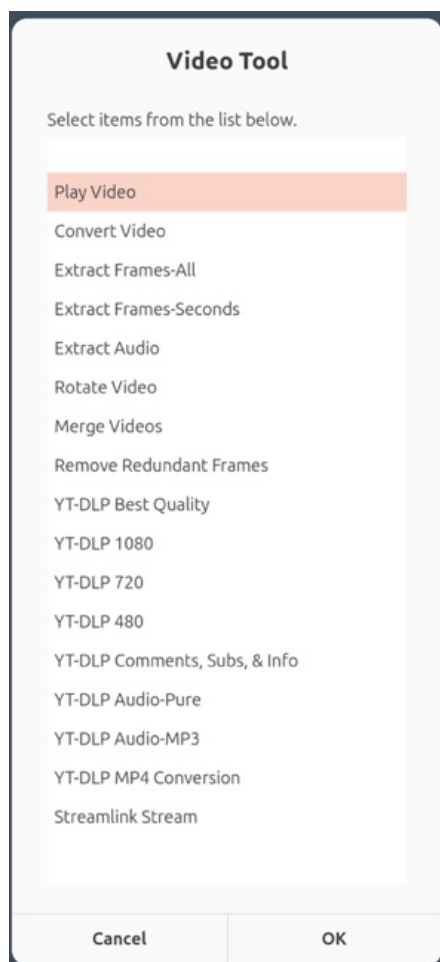 Video Tool
Select items from the list below.
Play Video
Convert Video
Extract Frames-All
Extract Frames-Seconds
Extract Audio
Rotate Video
Merge Videos
Remove Redundant Frames
YT-DLP Best Quality
YT-DLP 1080
YT-DLP 720
YT-DLP 480
YT-DLP Comments, Subs, & Info
YT-DLP Audio-Pure
YT-DLP Audio-MP3
YT-DLP MP4 Conversion
Streamlink Stream
Cancel OK